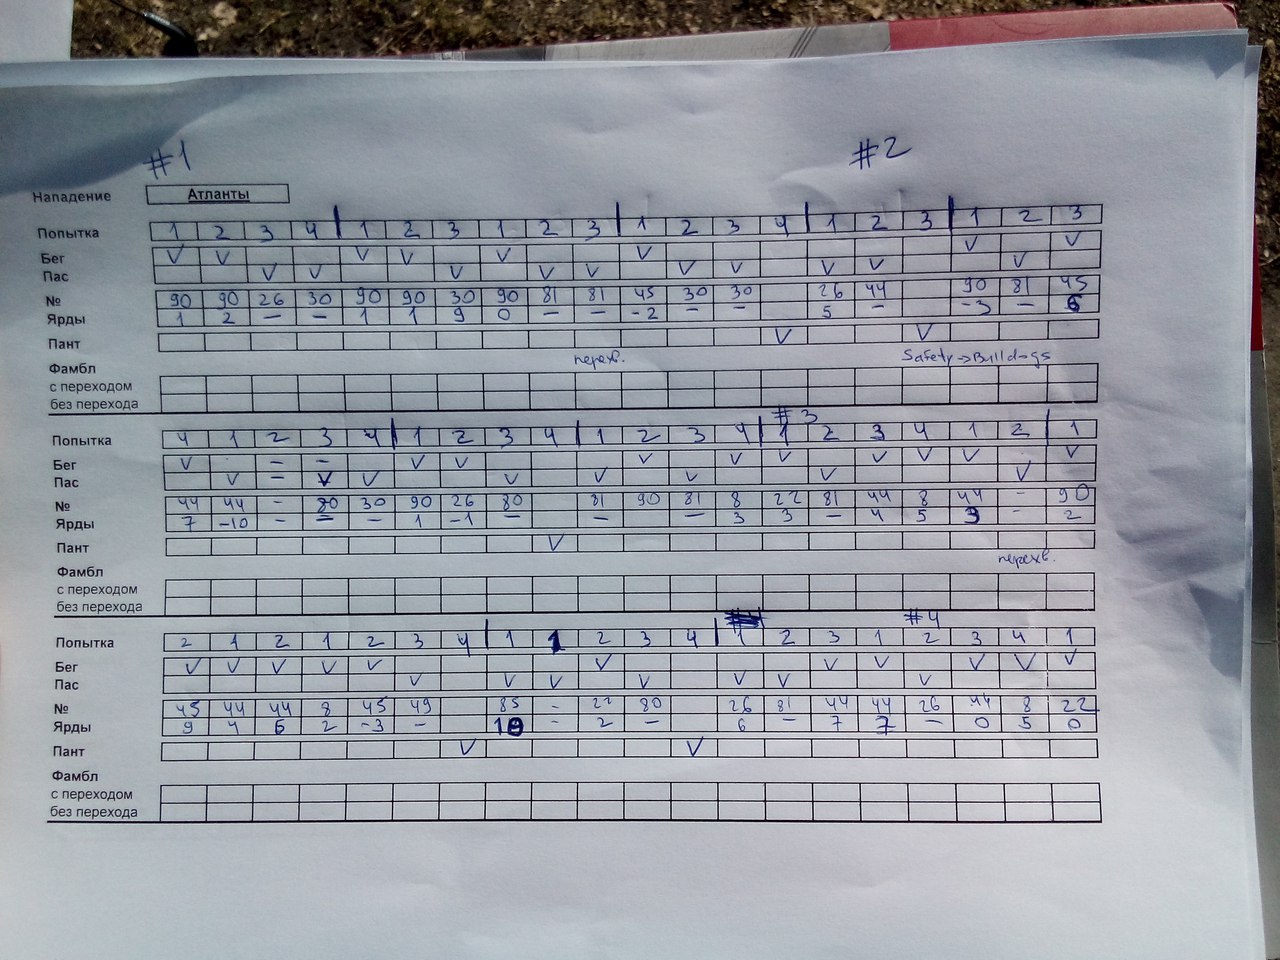 #1 #2
Нападение Атланты
Попытка 1 2 3 4 1 2 3 1 2 3 1 2 3 4 1 2 3 1 2 3
Бег V V V V V V V V
Пас V V V V V V V V V V
№ 90 90 26 30 90 90 30 90 81 81 45 30 30 26 44 90 81 45
Ярды 1 2 — — 1 1 9 0 — — -2 — — 5 — -3 — 6
Пант V V
Фамбл перехв. Safety->Bulldogs
с переходом
без перехода
#3
Попытка 4 1 2 3 4 1 2 3 4 1 2 3 4 1 2 3 4 1 2 1
Бег V – – V V V V V V V V V
Пас V – V V V V V V V
№ 44 44 - 80 30 90 26 80 81 90 81 8 22 81 44 8 44 - 90
Ярды 7 -10 - — — 1 -1 — — — 3 3 — 4 5 3 - 2
Пант V
Фамбл перехв.
с переходом
без перехода
#4
Попытка 2 1 2 1 2 3 4 1 1 2 3 4 1 2 3 1 2 3 4 1
Бег V V V V V V V V V V V
Пас V V V V V V V
№ 45 44 44 8 45 49 85 - 22 80 26 81 44 44 26 44 8 22
Ярды 9 4 6 2 -3 — - 2 — 6 — 7 7 — 0 5 0
Пант V V
Фамбл
с переходом
без перехода